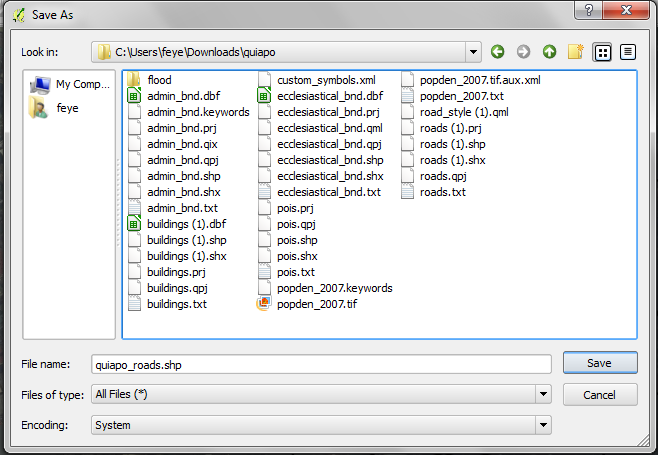 Save As
Look in: C:\Users\feye\Downloads\quiapo
My Comp...
feye
flood
admin_bnd.dbf
admin_bnd.keywords
admin_bnd.prj
admin_bnd.qix
admin_bnd.qpj
admin_bnd.shp
admin_bnd.shx
admin_bnd.txt
buildings (1).dbf
buildings (1).shp
buildings (1).shx
buildings.prj
buildings.qpj
buildings.txt
custom_symbols.xml
ecclesiastical_bnd.dbf
ecclesiastical_bnd.prj
ecclesiastical_bnd.qml
ecclesiastical_bnd.qpj
ecclesiastical_bnd.shp
ecclesiastical_bnd.shx
ecclesiastical_bnd.txt
pois.prj
pois.qpj
pois.shp
pois.shx
pois.txt
popden_2007.keywords
popden_2007.tif
popden_2007.tif.aux.xml
popden_2007.txt
road_style (1).qml
roads (1).prj
roads (1).shp
roads (1).shx
roads.qpj
roads.txt
File name: quiapo_roads.shp Save
Files of type: All Files (*) Cancel
Encoding: System